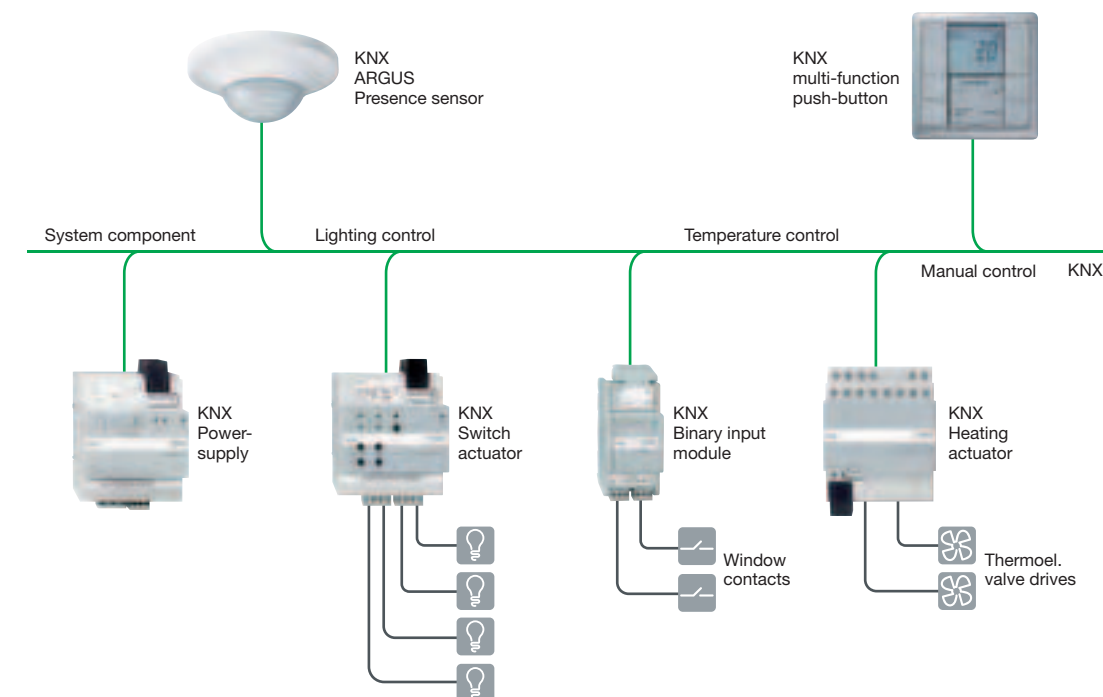 KNX
ARGUS
Presence sensor
KNX
multi-function
push-button
System component
Lighting control
Temperature control
Manual control
KNX
KNX
Power-
supply
KNX
Switch
actuator
KNX
Binary input
module
KNX
Heating
actuator
Window
contacts
Thermoel.
valve drives